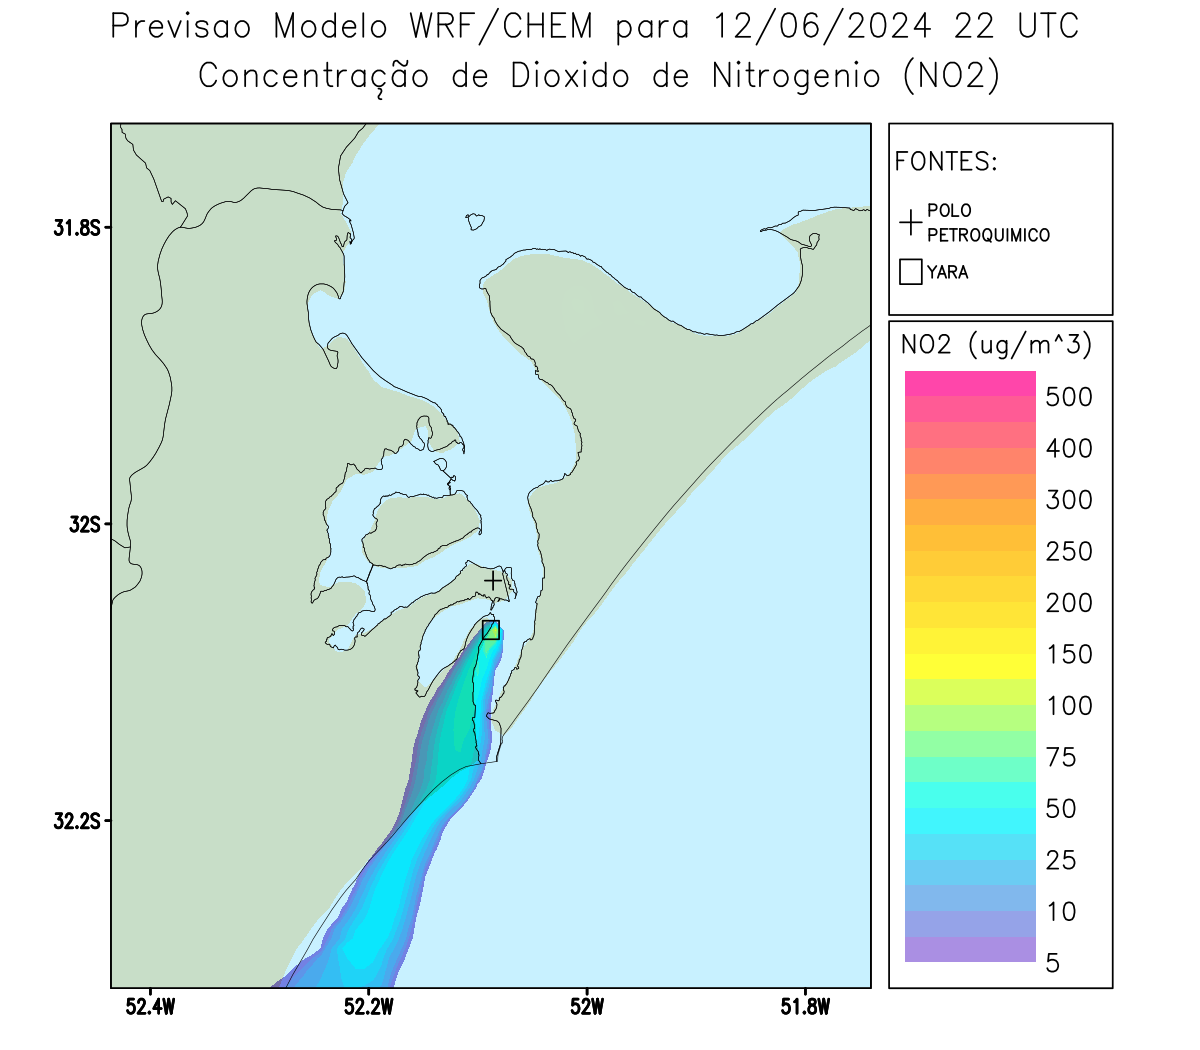 Previsao Modelo WRF/CHEM para 12/06/2024 22 UTC
Concentração de Dioxido de Nitrogenio (NO2)
FONTES:
POLO
PETROQUIMICO
YARA
NO2 (ug/m^3)
500
400
300
250
200
150
100
75
50
25
10
5
31.8S
32S
32.2S
52.4W
52.2W
52W
51.8W